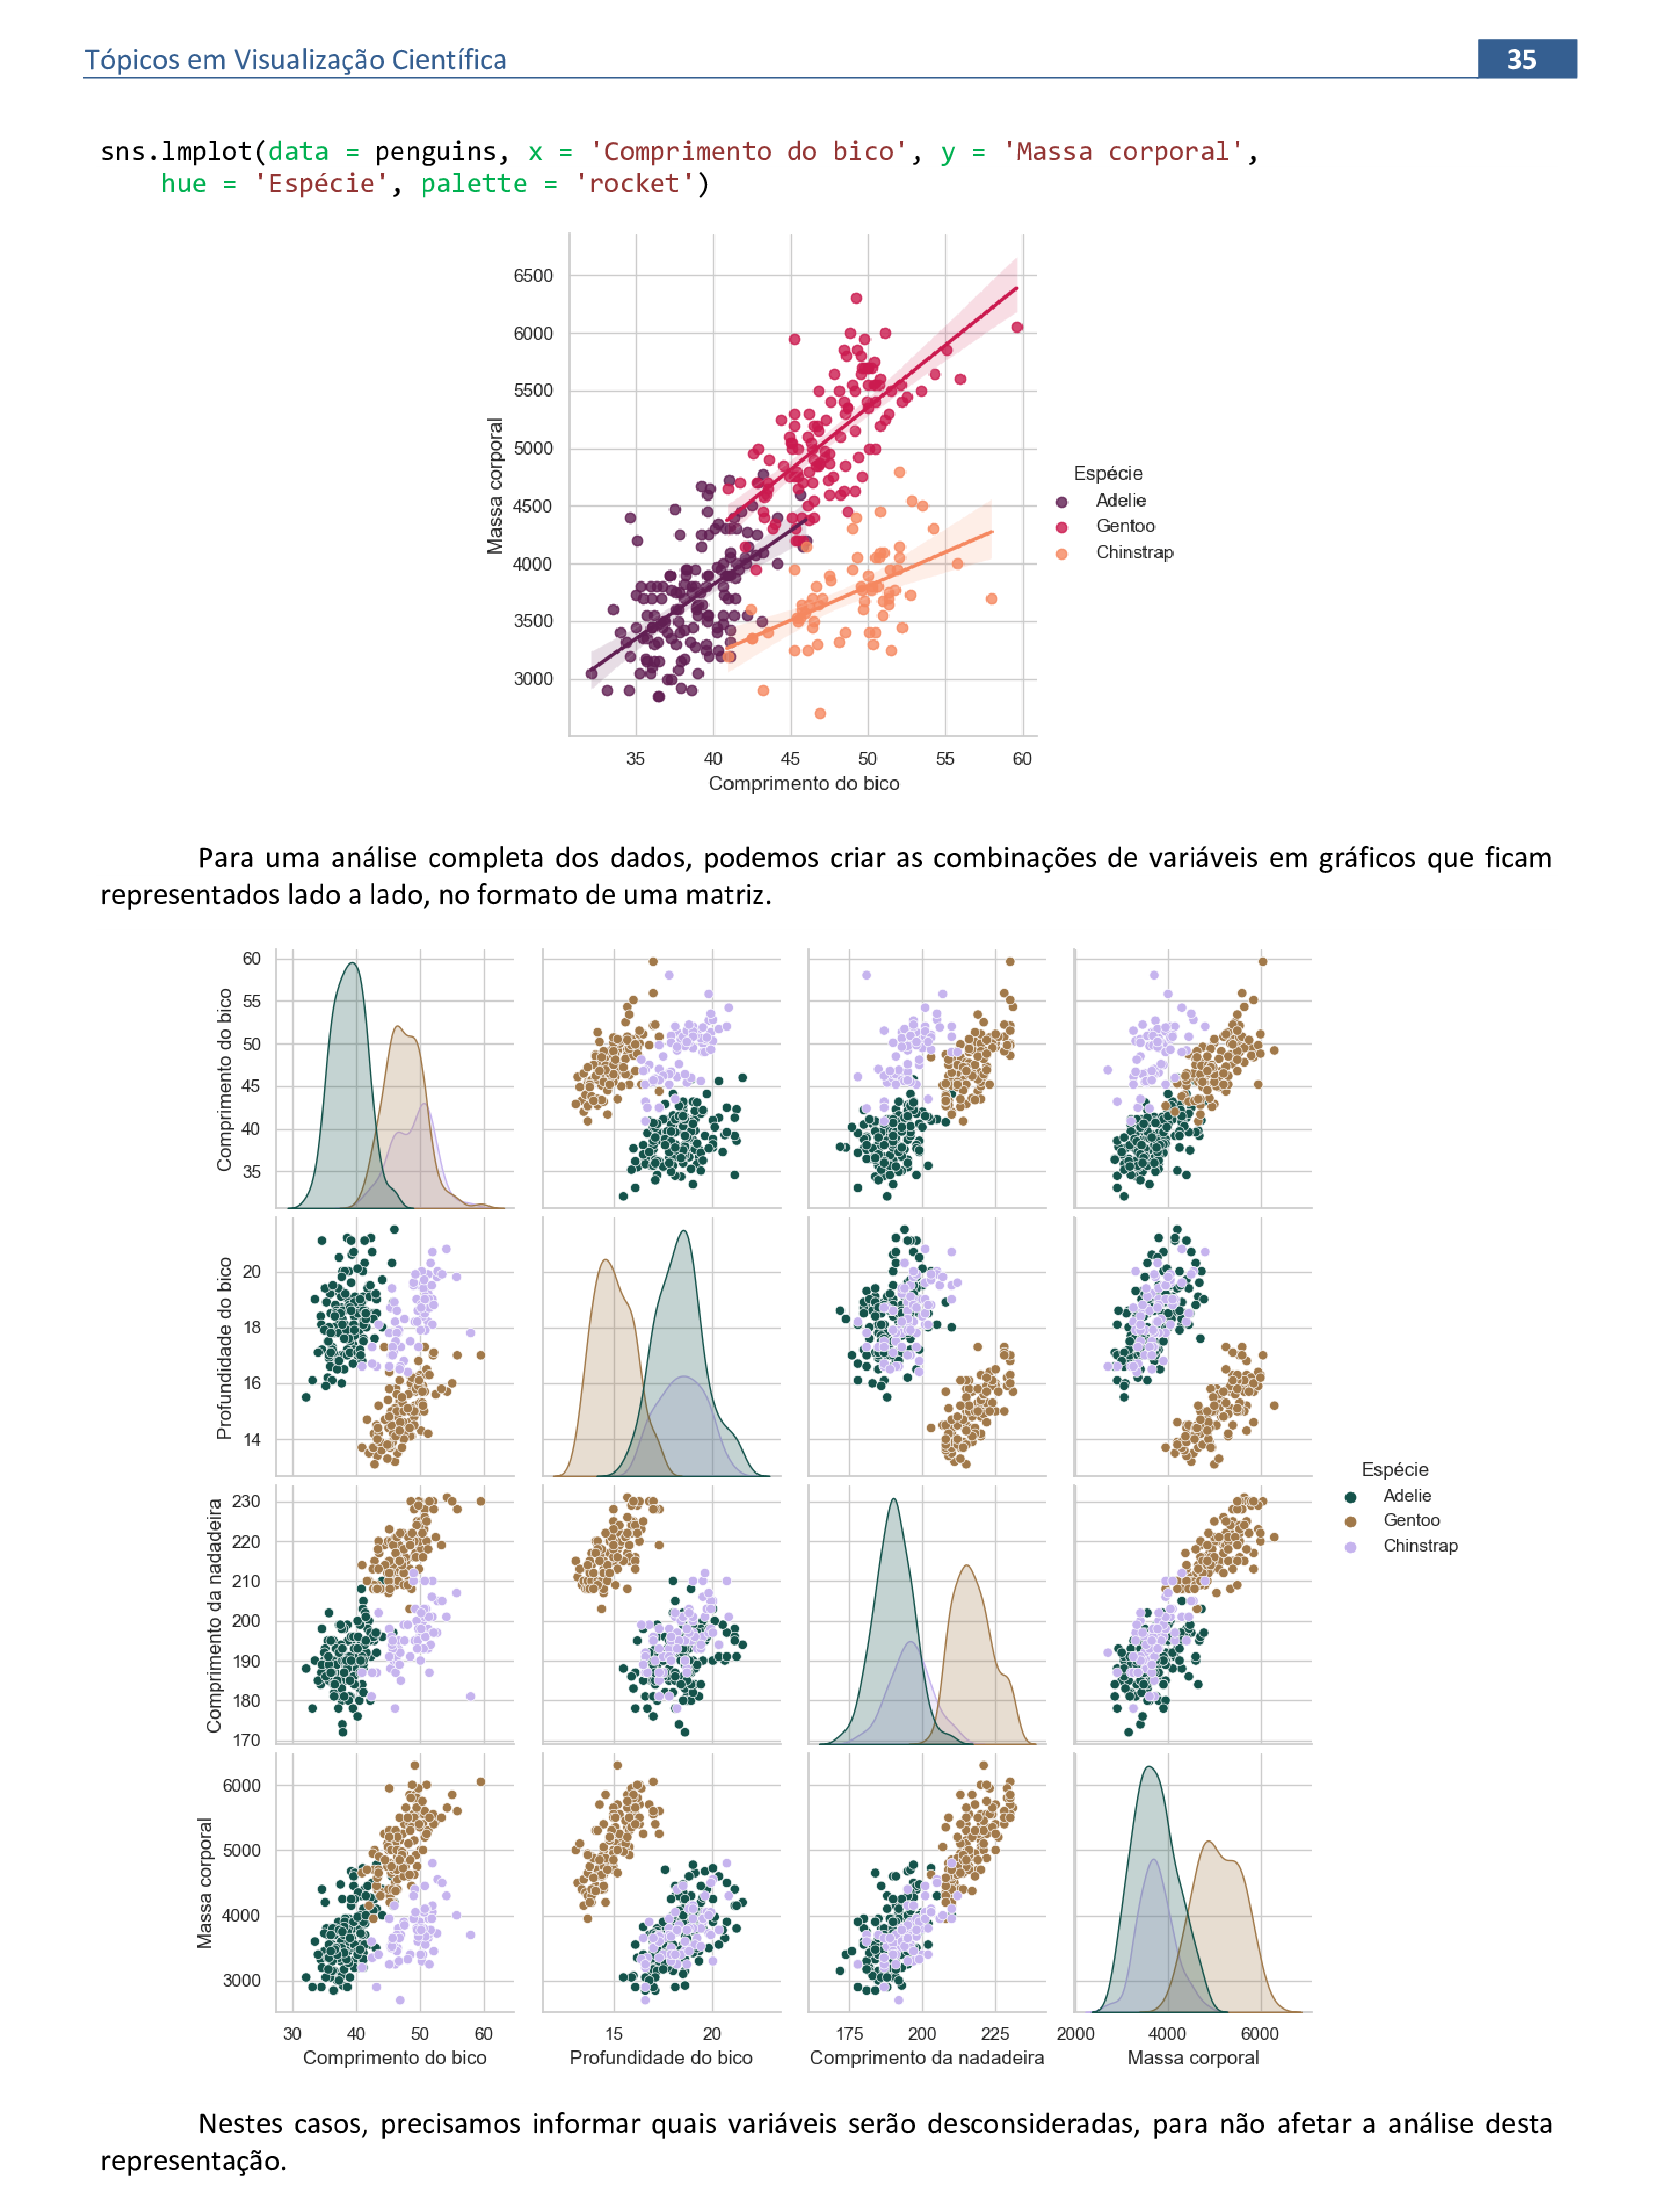 Tópicos em Visualização Científica
35
sns.lmplot(data = penguins, x = 'Comprimento do bico', y = 'Massa corporal',
hue = 'Espécie', palette = 'rocket')
6500
6000
5500
5000
4500
4000
3500
3000
Massa corporal
35 40 45 50 55 60
Comprimento do bico
Espécie
Adelie
Gentoo
Chinstrap
Para uma análise completa dos dados, podemos criar as combinações de variáveis em gráficos que ficam
representados lado a lado, no formato de uma matriz.
60
55
50
45
40
35
Comprimento do bico
20
18
16
14
Profundidade do bico
230
220
210
200
190
180
170
Comprimento da nadadeira
6000
5000
4000
3000
Massa corporal
30 40 50 60
15 20
175 200 225
2000 4000 6000
Comprimento do bico
Profundidade do bico
Comprimento da nadadeira
Massa corporal
Espécie
Adelie
Gentoo
Chinstrap
Nestes casos, precisamos informar quais variáveis serão desconsideradas, para não afetar a análise desta
representação.